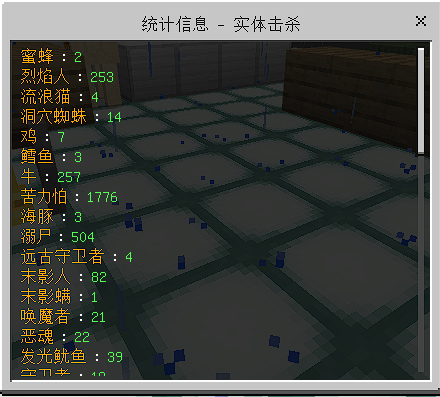 统计信息 - 实体击杀
蜜蜂：2
烈焰人：253
流浪猫：4
洞穴蜘蛛：14
鸡：7
鳕鱼：3
牛：257
苦力怕：1776
海豚：3
溺尸：504
远古守卫者：4
末影人：82
末影螨：1
唤魔者：21
恶魂：22
发光鱿鱼：39
守卫者：